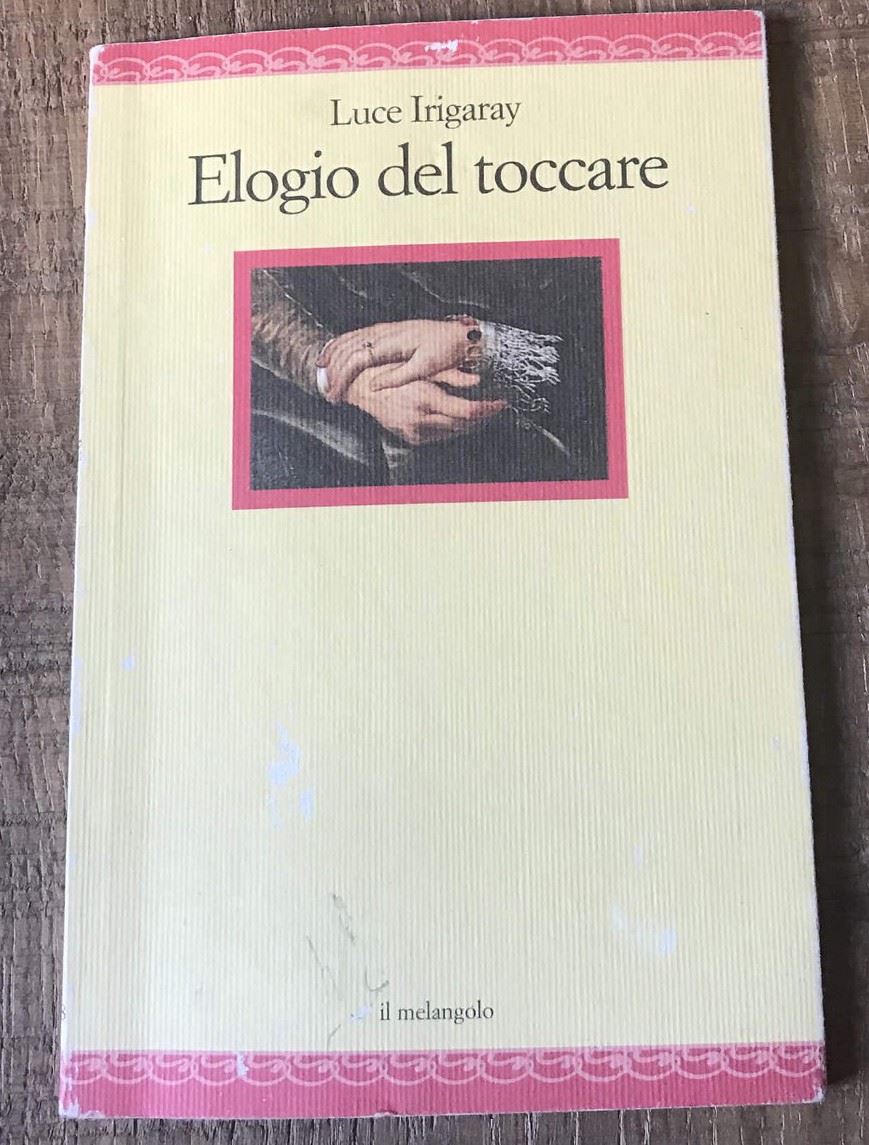 Luce Irigaray
Elogio del toccare
il melangolo